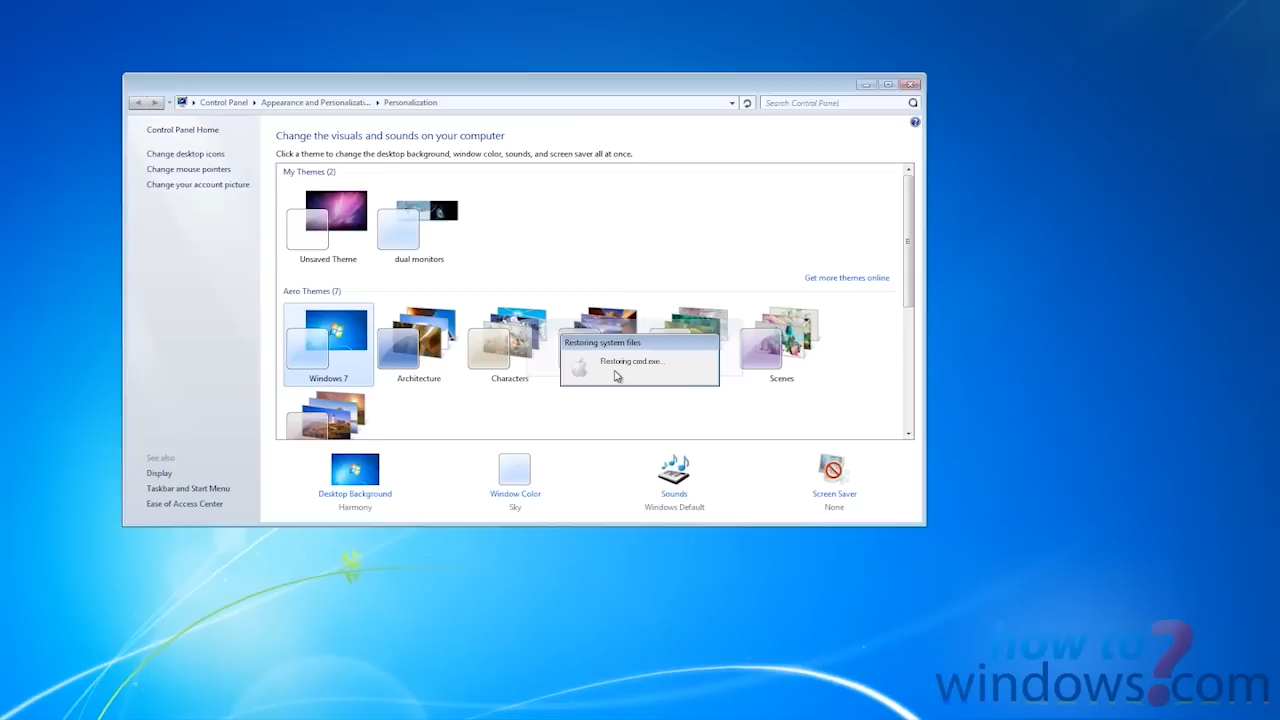 Control Panel
Appearance and Personalizati...
Personalization
Search Control Panel
Control Panel Home
Change desktop icons
Change mouse pointers
Change your account picture
Change the visuals and sounds on your computer
Click a theme to change the desktop background, window color, sounds, and screen saver all at once.
My Themes (2)
Unsaved Theme
dual monitors
Get more themes online
Aero Themes (7)
Windows 7
Architecture
Characters
Scenes
Restoring system files
Restoring cmd.exe...
See also
Display
Taskbar and Start Menu
Ease of Access Center
Desktop Background
Harmony
Window Color
Sky
Sounds
Windows Default
Screen Saver
None
how to?
windows.com